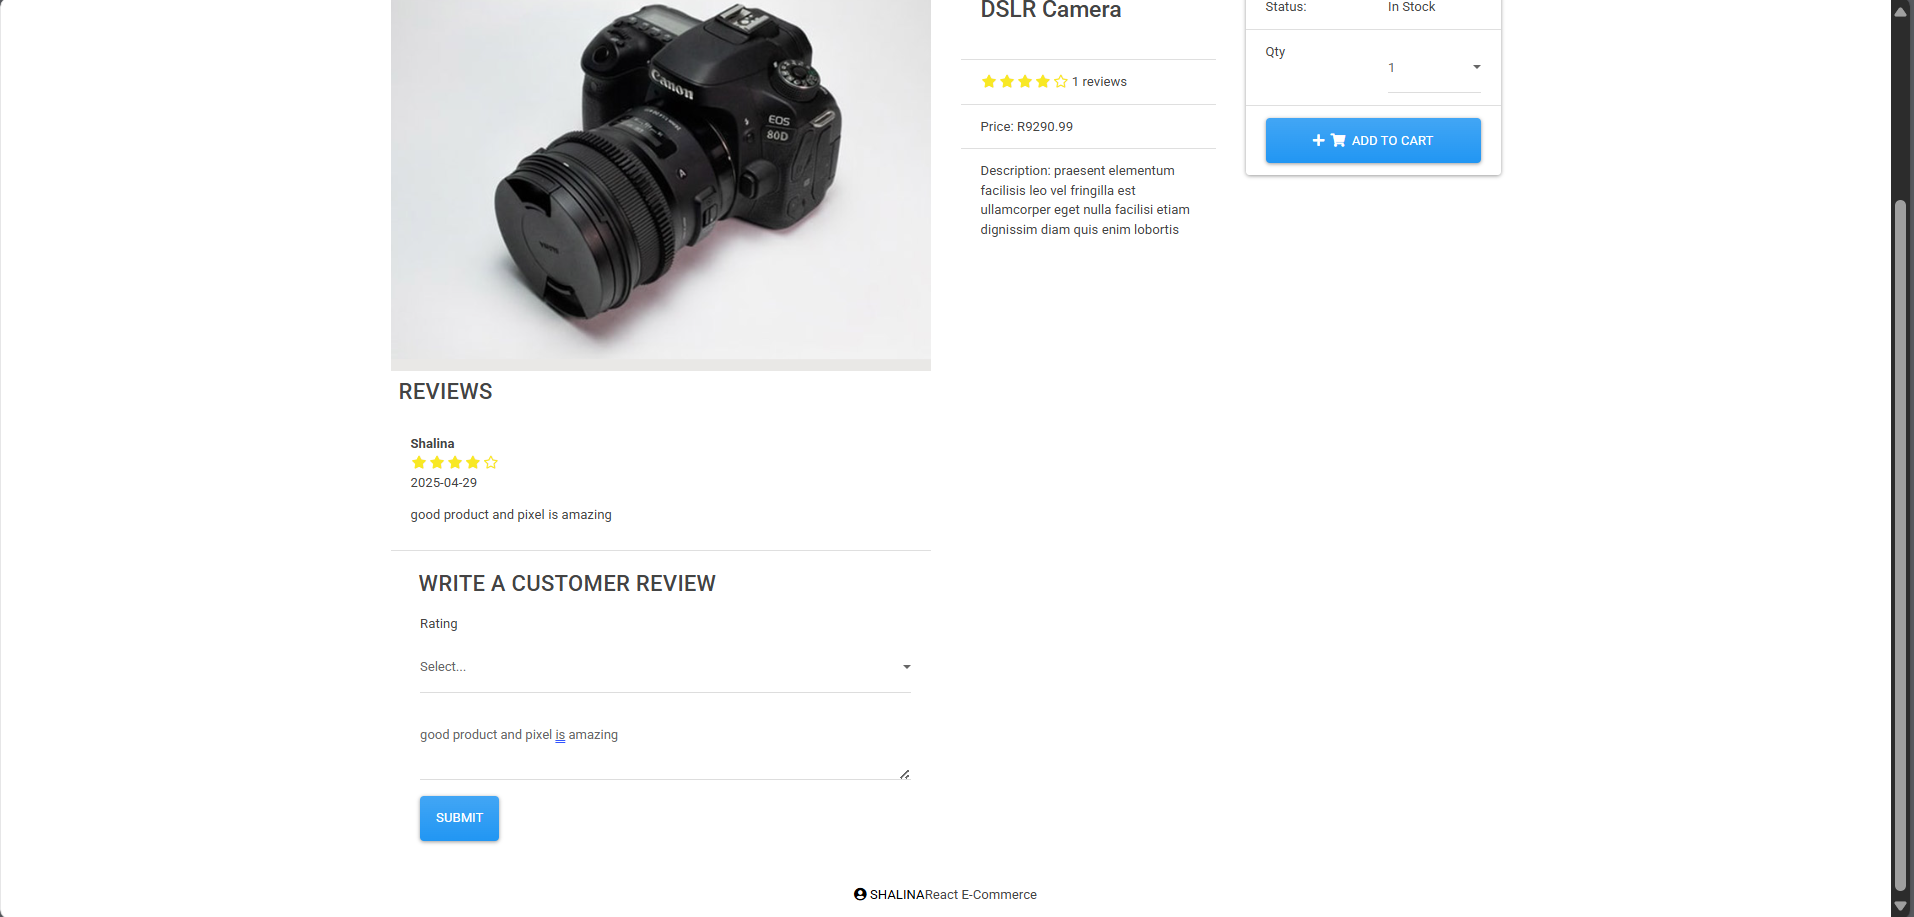 Canon
EOS
80D
A
DSLR Camera
1 reviews
Price: R9290.99
Description: praesent elementum
facilisis leo vel fringilla est
ullamcorper eget nulla facilisi etiam
dignissim diam quis enim lobortis
Status: In Stock
Qty
1
ADD TO CART
REVIEWS
Shalina
2025-04-29
good product and pixel is amazing
WRITE A CUSTOMER REVIEW
Rating
Select...
good product and pixel is amazing
SUBMIT
SHALINAReact E-Commerce